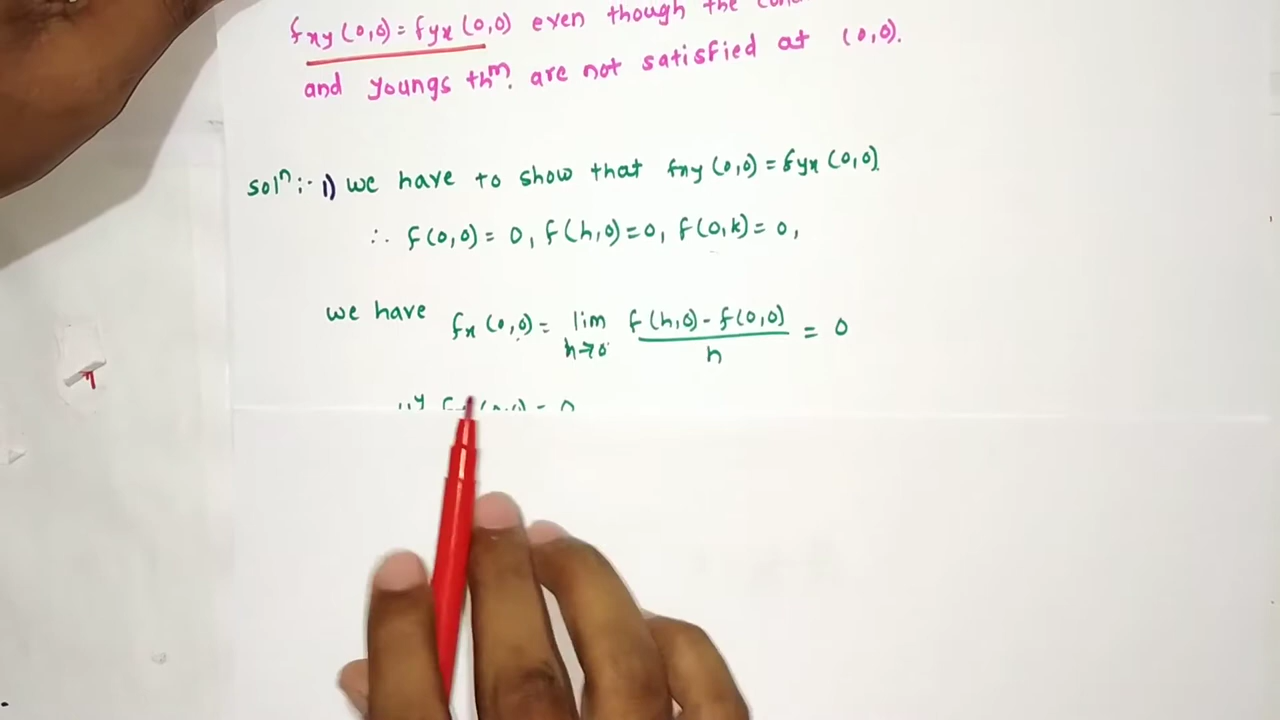 fxy (0,0) = fyx (0,0) even though the
and youngs thm. are not satisfied at (0,0).
soln:- 1) we have to show that fxy (0,0) = fyx (0,0).
∴ f(0,0) = 0, f(h,0) = 0, f(0,k) = 0,
we have fx (0,0) = lim h→0 f(h,0) - f(0,0) / h = 0